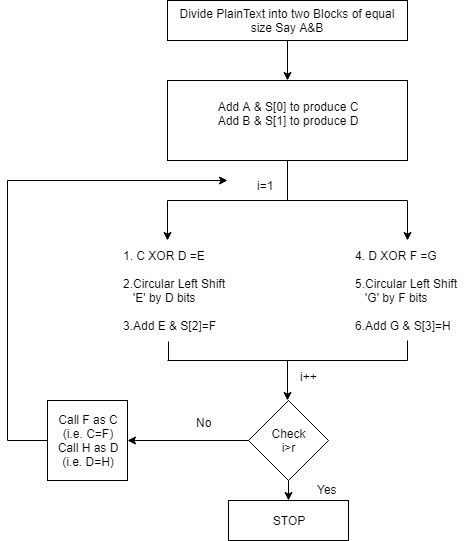 Divide PlainText into two Blocks of equal
size Say A&B
Add A & S[0] to produce C
Add B & S[1] to produce D
i=1
1. C XOR D =E
2.Circular Left Shift
'E' by D bits
3.Add E & S[2]=F
4. D XOR F =G
5.Circular Left Shift
'G' by F bits
6.Add G & S[3]=H
i++
Check
i>r
No
Call F as C
(i.e. C=F)
Call H as D
(i.e. D=H)
Yes
STOP